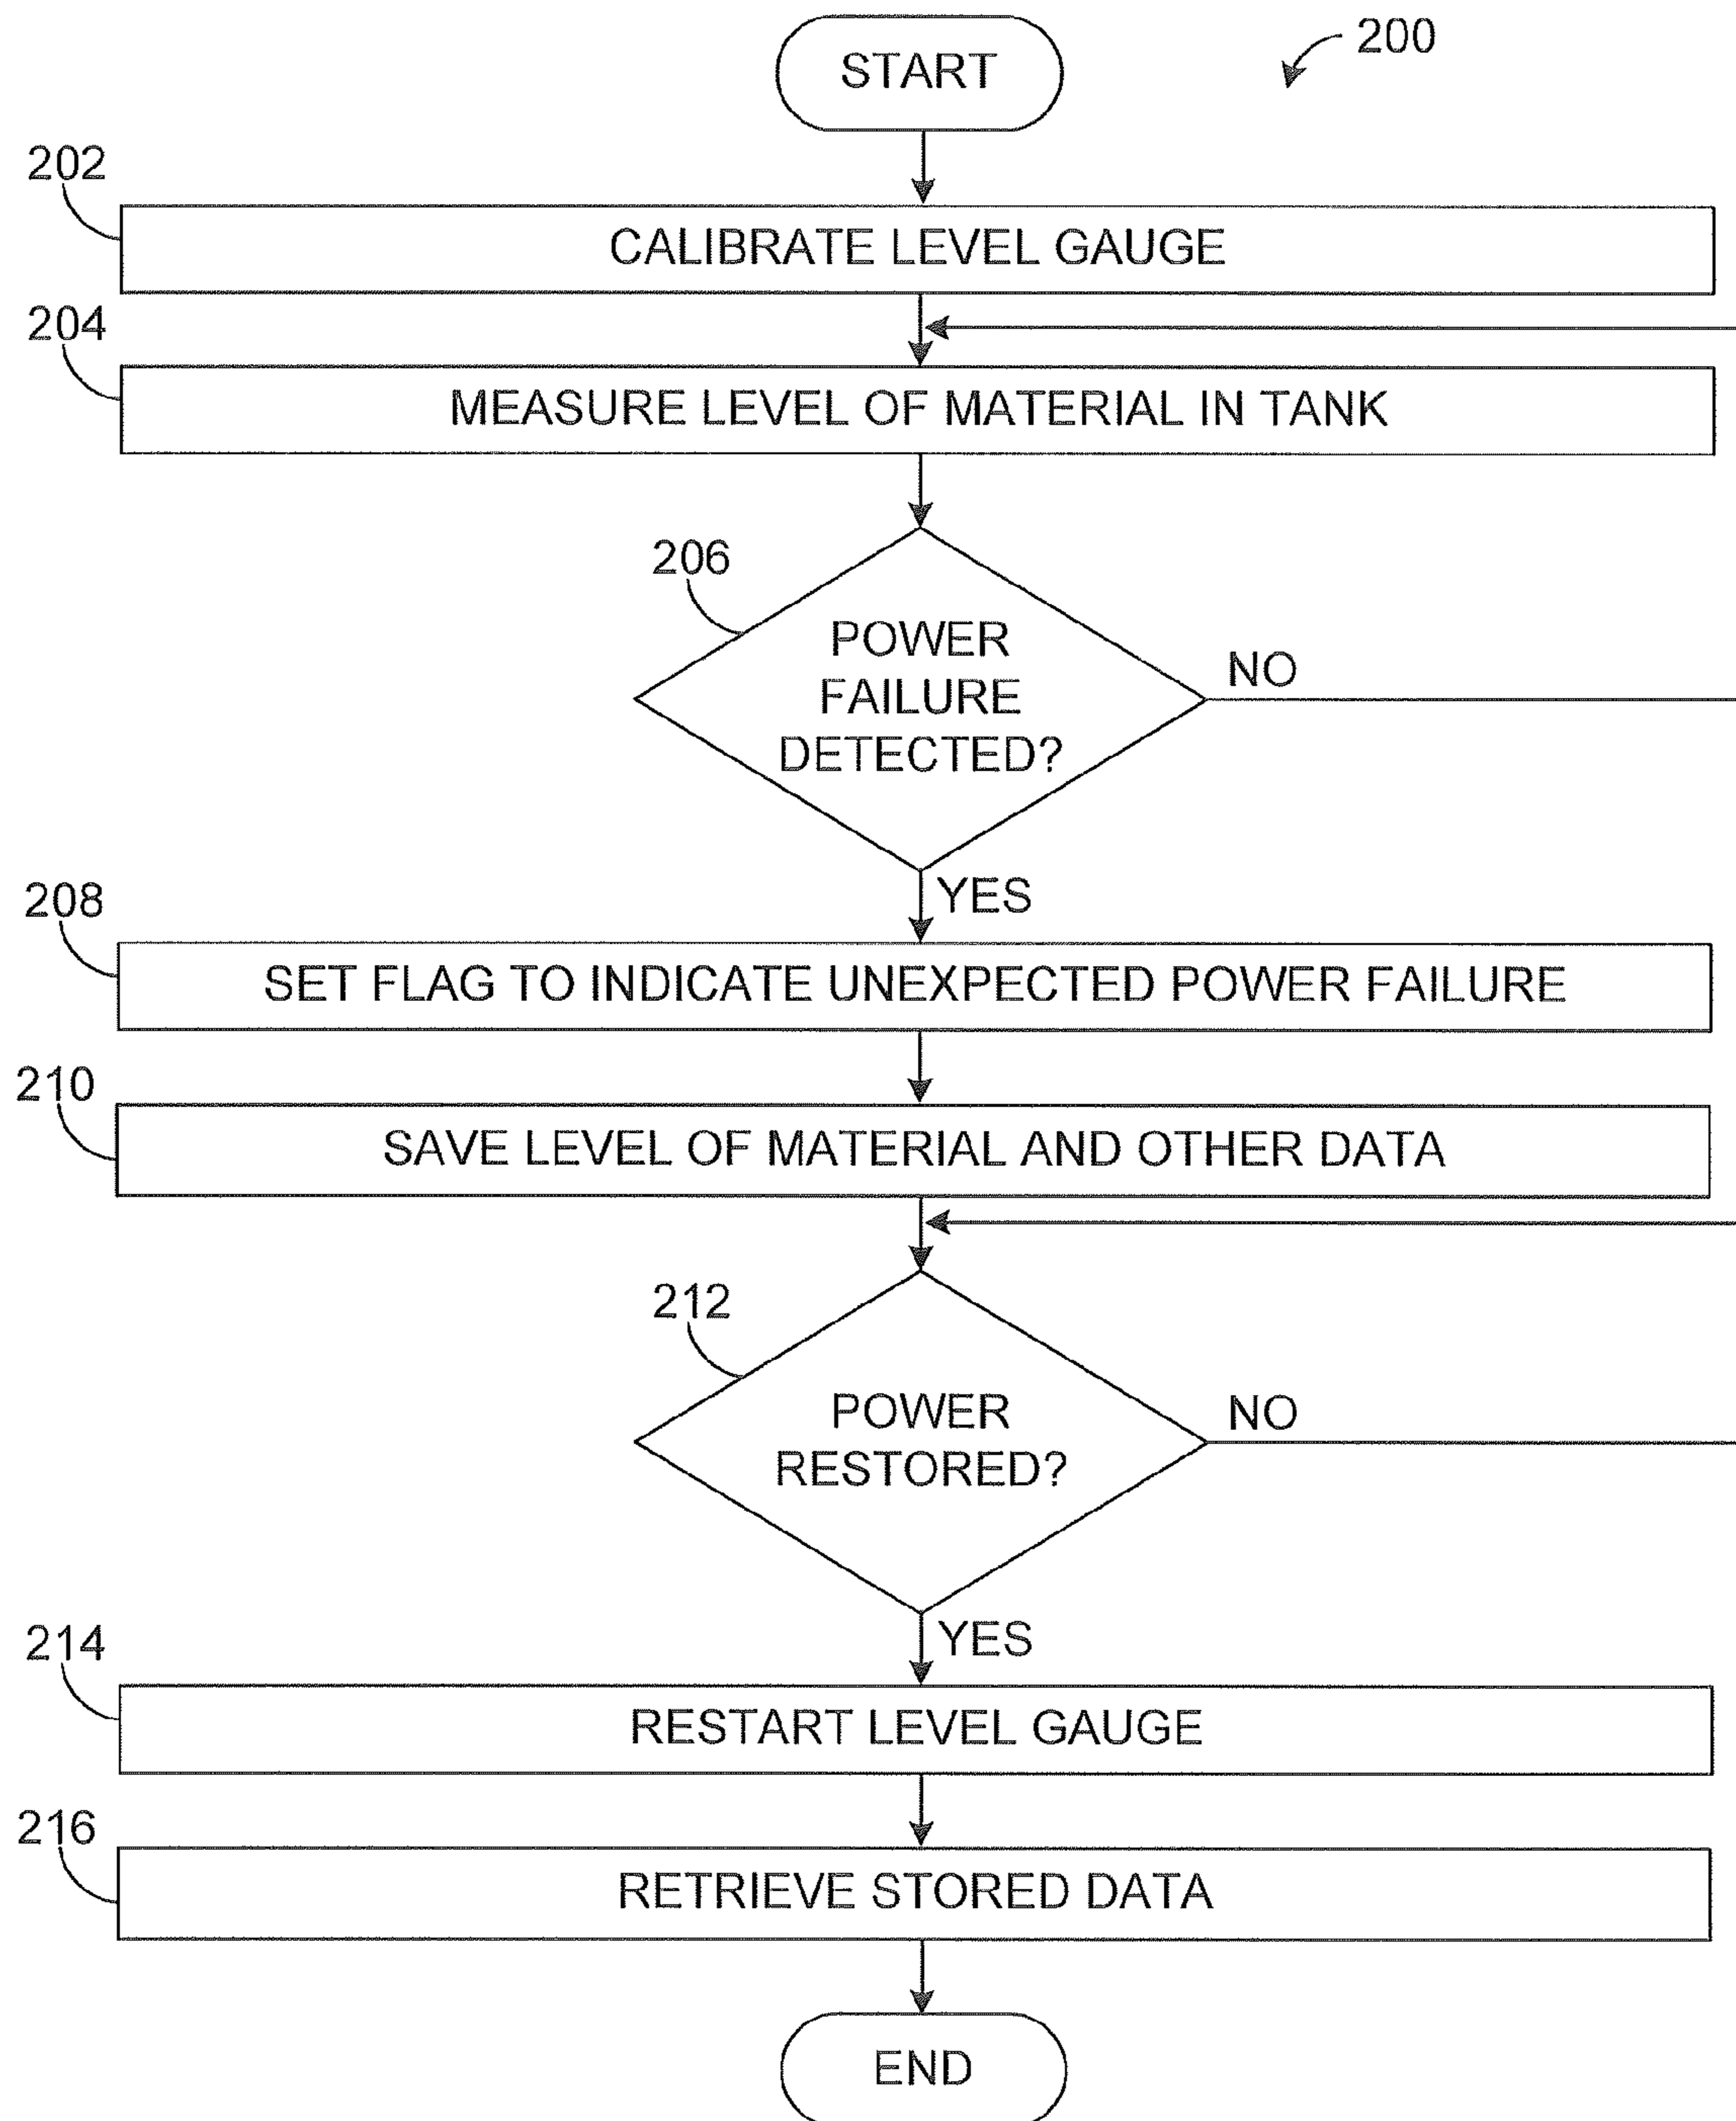 START
200
202
CALIBRATE LEVEL GAUGE
204
MEASURE LEVEL OF MATERIAL IN TANK
206
POWER
FAILURE
DETECTED?
NO
YES
208
SET FLAG TO INDICATE UNEXPECTED POWER FAILURE
210
SAVE LEVEL OF MATERIAL AND OTHER DATA
212
POWER
RESTORED?
NO
YES
214
RESTART LEVEL GAUGE
216
RETRIEVE STORED DATA
END